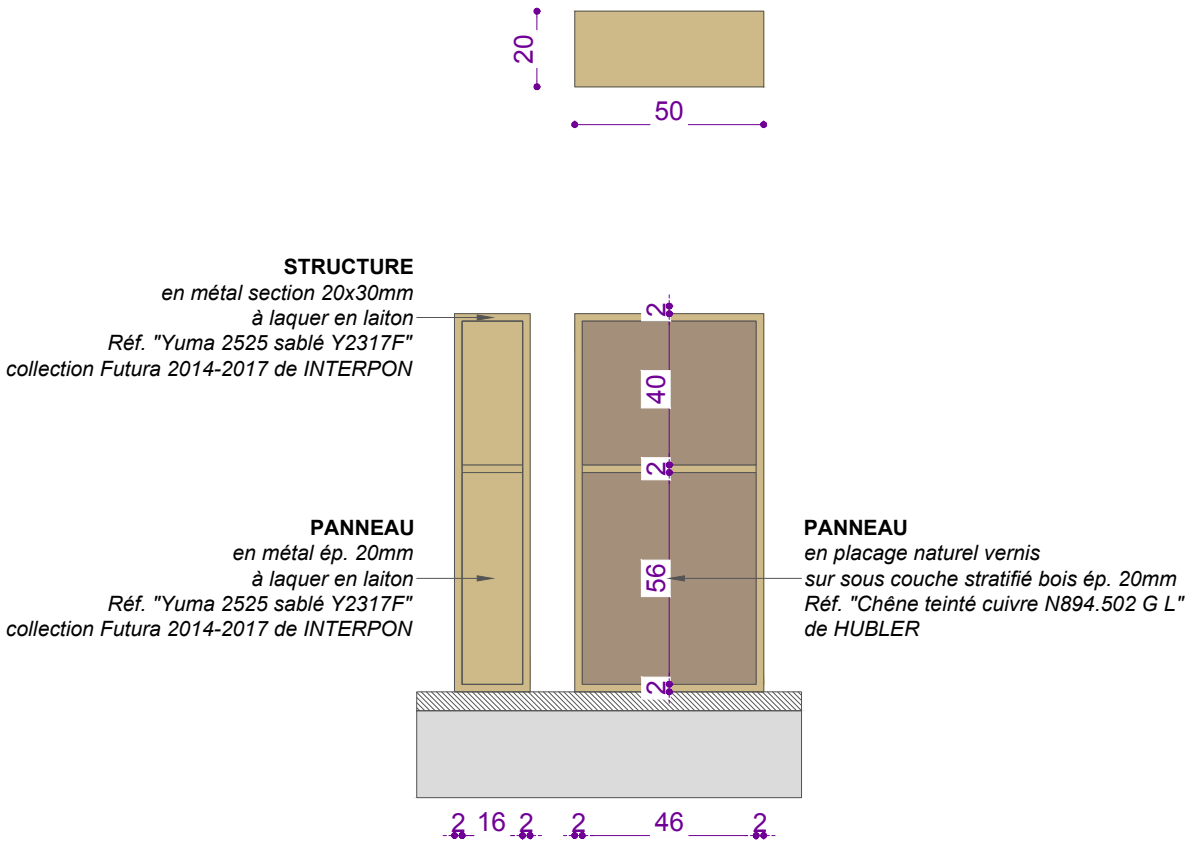 20
50
STRUCTURE
en métal section 20x30mm
à laquer en laiton
Réf. "Yuma 2525 sablé Y2317F"
collection Futura 2014-2017 de INTERPON
2
40
2
PANNEAU
en métal ép. 20mm
à laquer en laiton
Réf. "Yuma 2525 sablé Y2317F"
collection Futura 2014-2017 de INTERPON
56
PANNEAU
en placage naturel vernis
sur sous couche stratifié bois ép. 20mm
Réf. "Chêne teinté cuivre N894.502 G L"
de HUBLER
2
2 16 2
2 46 2